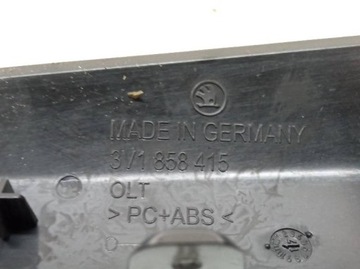 MADE IN GERMANY
3V1 858 415
OLT
> PC+ABS <